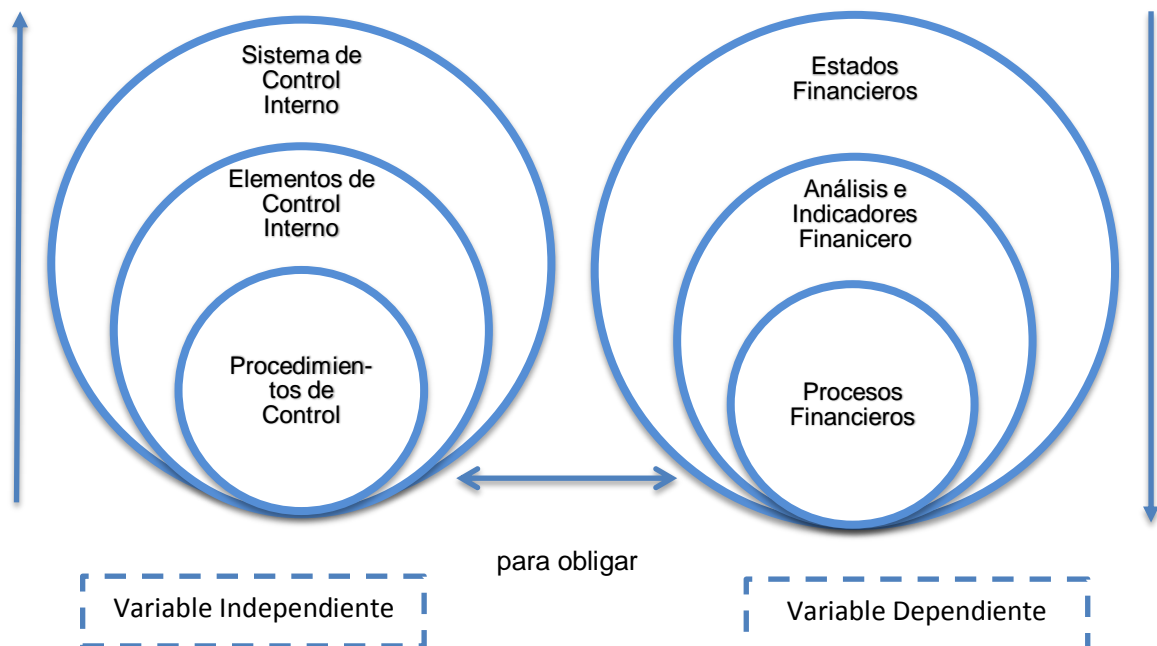 Sistema de
Control
Interno
Elementos de
Control
Interno
Procedimien-
tos de
Control
Estados
Financieros
Análisis e
Indicadores
Finanicero
Procesos
Financieros
para obligar
Variable Independiente
Variable Dependiente